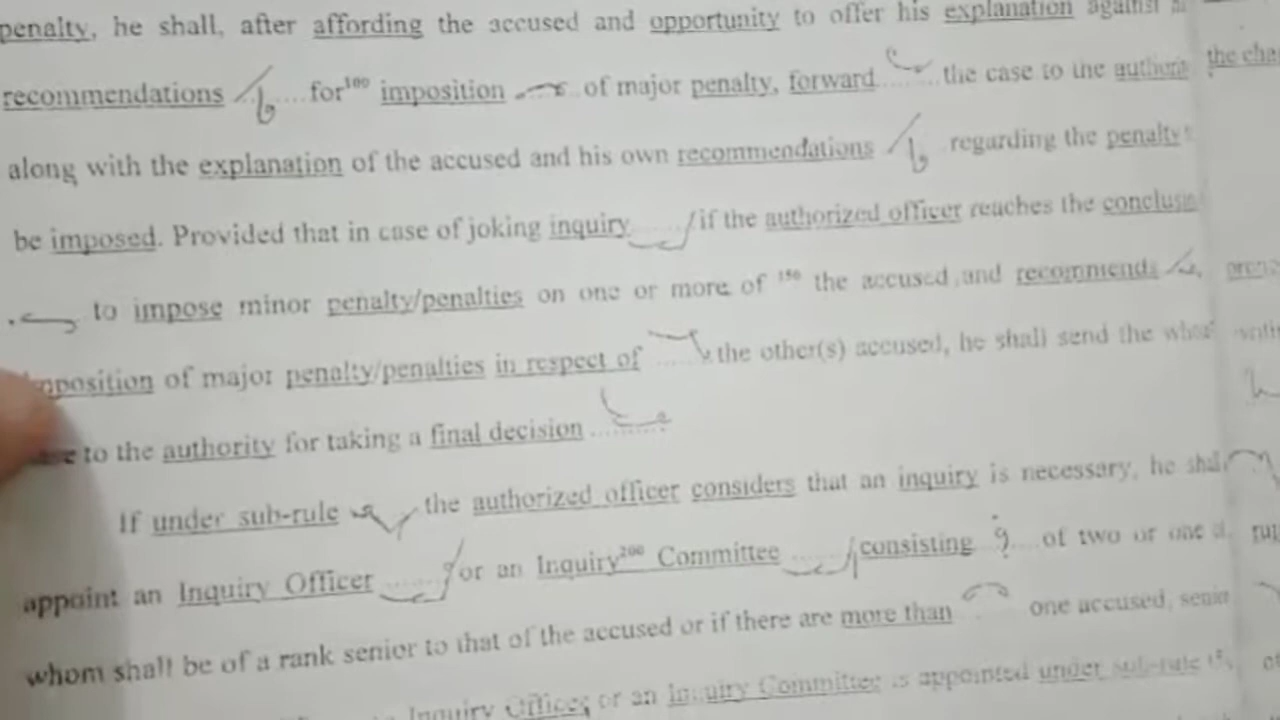 penalty, he shall, after affording the accused and opportunity to offer his explanation against
recommendations .... for¹⁰⁰ imposition ... of major penalty, forward ........ the case to the
along with the explanation of the accused and his own recommendations regarding the penalty
be imposed. Provided that in case of joking inquiry ........ if the authorized officer reaches the
to impose minor penalty/penalties on one or more of ¹⁵⁰ the accused and recommends
of major penalty/penalties in respect of ........ the other(s) accused, he shall send the
to the authority for taking a final decision ..........
If under sub-rule the authorized officer considers that an inquiry is necessary, he
appoint an Inquiry Officer ........ or an Inquiry²⁰⁰ Committee ...... consisting .... of two or one
whom shall be of a rank senior to that of the accused or if there are more than one accused,
Inquiry Officer or an Inquiry Committee is appointed under sub-rule